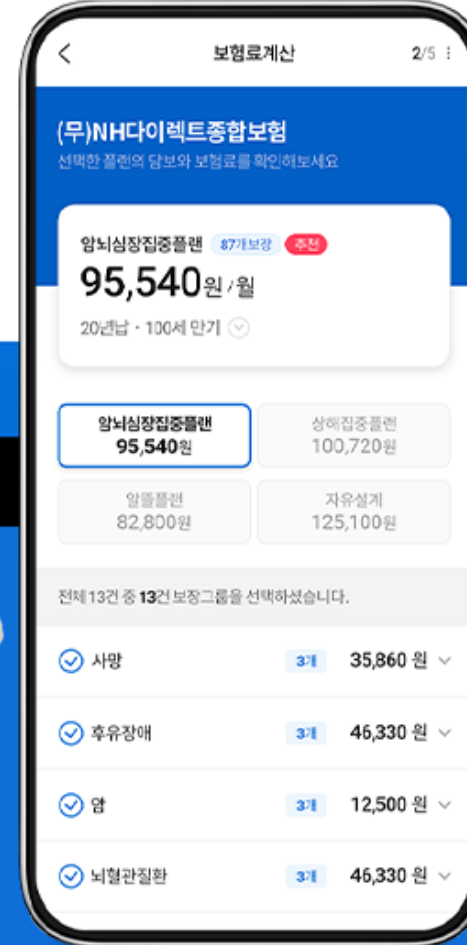 보험료계산 2/5
(무)NH다이렉트종합보험
선택한 플랜의 담보와 보험료를 확인해보세요
암뇌심장집중플랜 87개보장 추천
95,540원/월
20년납 · 100세 만기
암뇌심장집중플랜 상해집중플랜
95,540원 100,720원
알뜰플랜 자유설계
82,800원 125,100원
전체 13건 중 13건 보장그룹을 선택하셨습니다.
사망 3개 35,860 원
후유장애 3개 46,330 원
암 3개 12,500 원
뇌혈관질환 3개 46,330 원